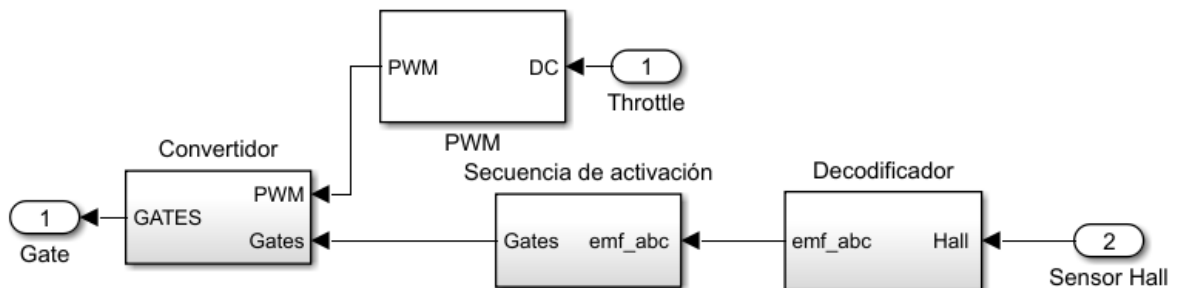 PWM
DC
1
Throttle
PWM
Convertidor
Secuencia de activación
Decodificador
PWM
1
GATES
Gates
Gate
Gates
emf_abc
emf_abc
Hall
2
Sensor Hall